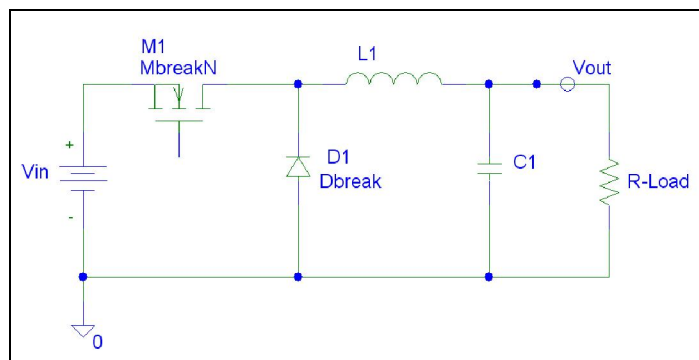 M1
MbreakN
L1
Vout
+
Vin
-
D1
Dbreak
C1
R-Load
0